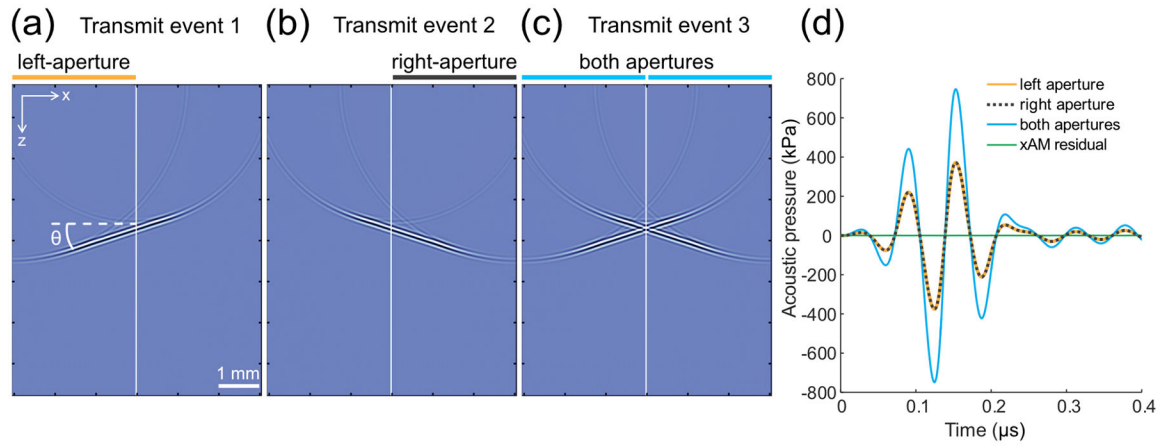 (a) Transmit event 1
left-aperture
x
z
θ
1 mm
(b) Transmit event 2
right-aperture
(c) Transmit event 3
both apertures
(d)
800
600
400
200
0
-200
-400
-600
-800
Acoustic pressure (kPa)
left aperture
right aperture
both apertures
xAM residual
0
0.1
0.2
0.3
0.4
Time (µs)